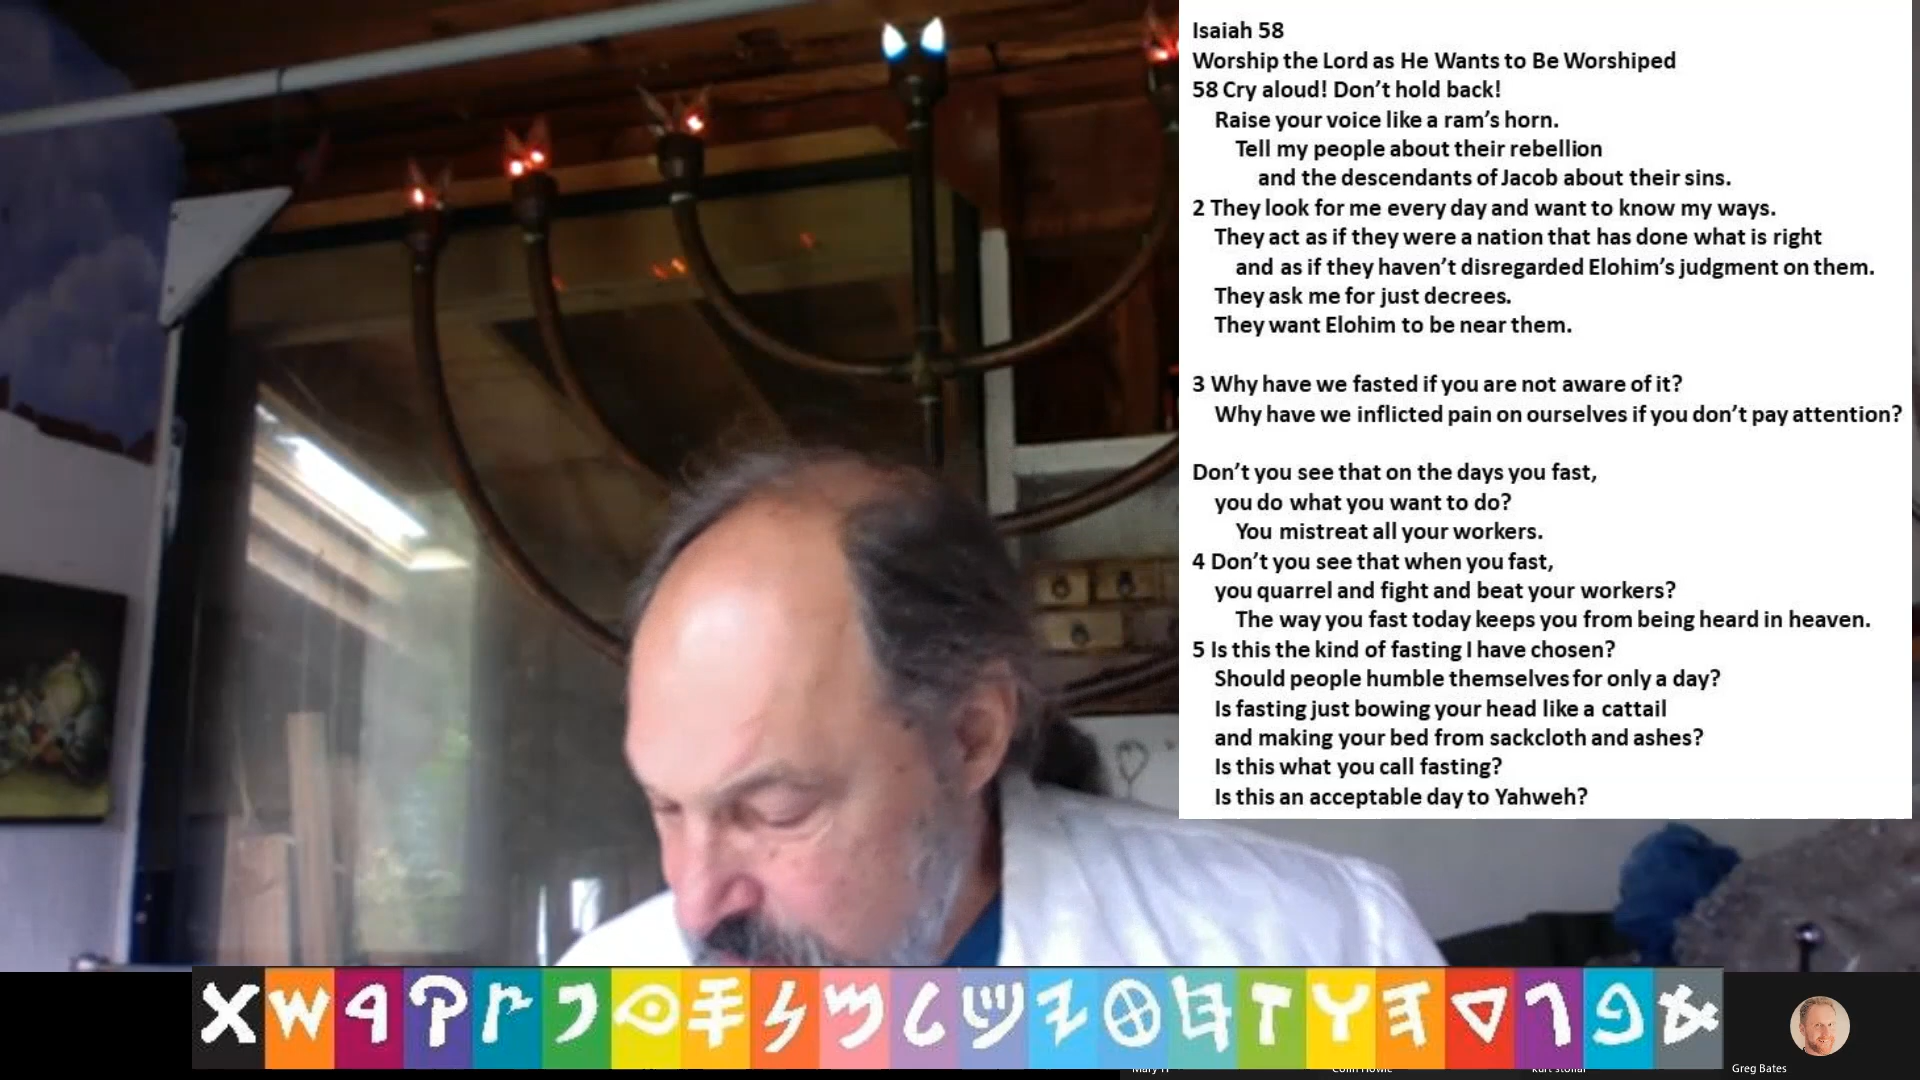 Isaiah 58
Worship the Lord as He Wants to Be Worshiped
58 Cry aloud! Don’t hold back!
Raise your voice like a ram’s horn.
Tell my people about their rebellion
and the descendants of Jacob about their sins.
2 They look for me every day and want to know my ways.
They act as if they were a nation that has done what is right
and as if they haven’t disregarded Elohim’s judgment on them.
They ask me for just decrees.
They want Elohim to be near them.
3 Why have we fasted if you are not aware of it?
Why have we inflicted pain on ourselves if you don’t pay attention?
Don’t you see that on the days you fast,
you do what you want to do?
You mistreat all your workers.
4 Don’t you see that when you fast,
you quarrel and fight and beat your workers?
The way you fast today keeps you from being heard in heaven.
5 Is this the kind of fasting I have chosen?
Should people humble themselves for only a day?
Is fasting just bowing your head like a cattail
and making your bed from sackcloth and ashes?
Is this what you call fasting?
Is this an acceptable day to Yahweh?
𐤕 𐤔 𐤓 𐤒 𐤑 𐤐 𐤏 𐤎 𐤍 𐤌 𐤋 𐤊 𐤉 𐤈 𐤇 𐤆 𐤅 𐤄 𐤃 𐤂 𐤁 𐤀
Greg Bates